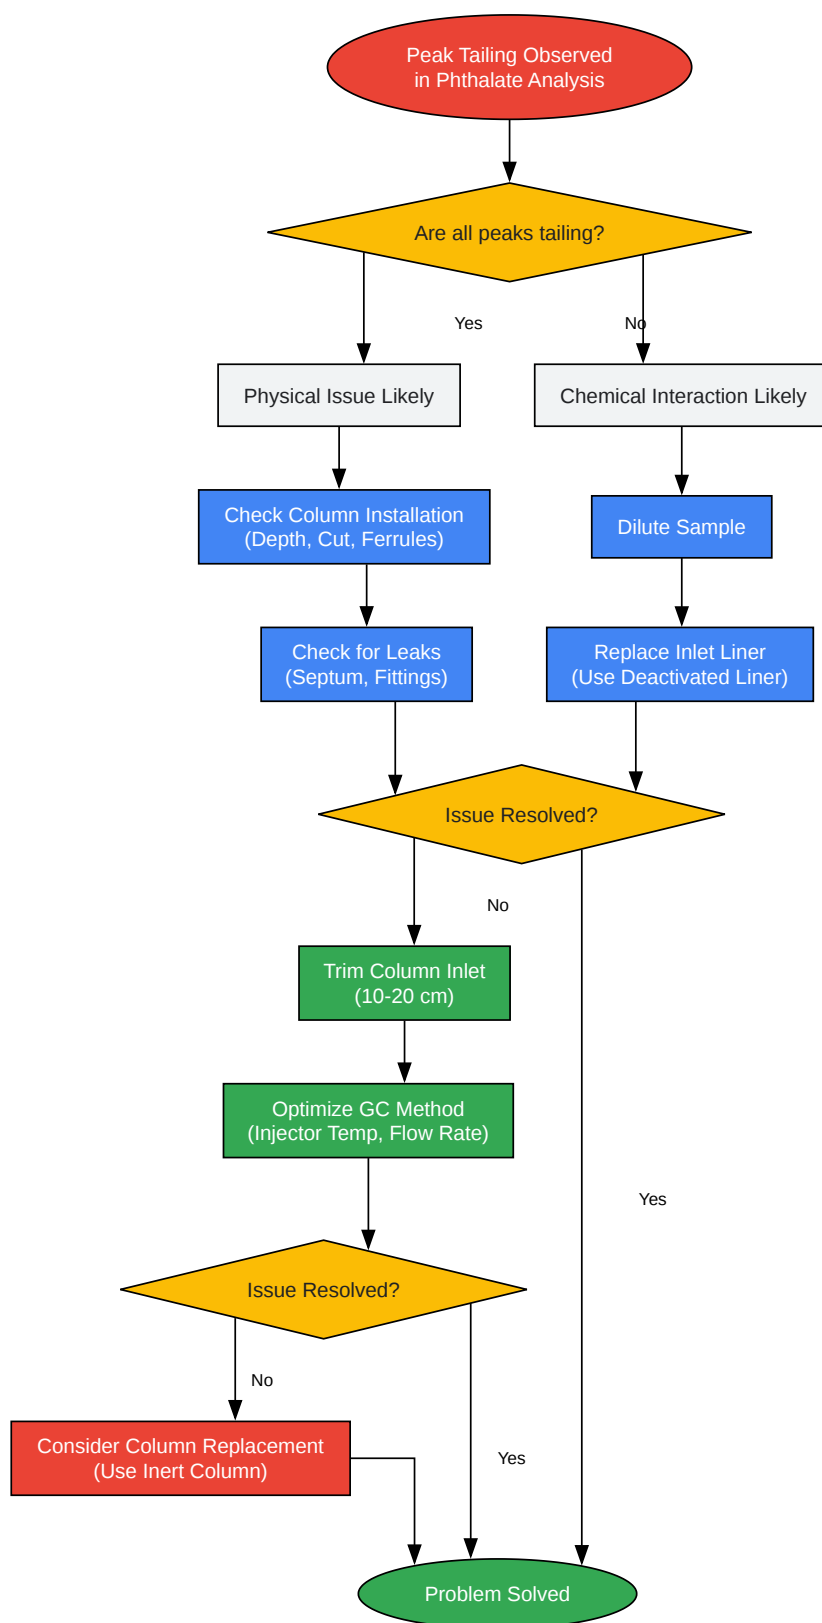 Peak Tailing Observed
in Phthalate Analysis
Are all peaks tailing?
Yes
No
Physical Issue Likely
Chemical Interaction Likely
Check Column Installation
(Depth, Cut, Ferrules)
Dilute Sample
Check for Leaks
(Septum, Fittings)
Replace Inlet Liner
(Use Deactivated Liner)
Issue Resolved?
No
Trim Column Inlet
(10-20 cm)
Optimize GC Method
(Injector Temp, Flow Rate)
Yes
Issue Resolved?
No
Consider Column Replacement
(Use Inert Column)
Yes
Problem Solved